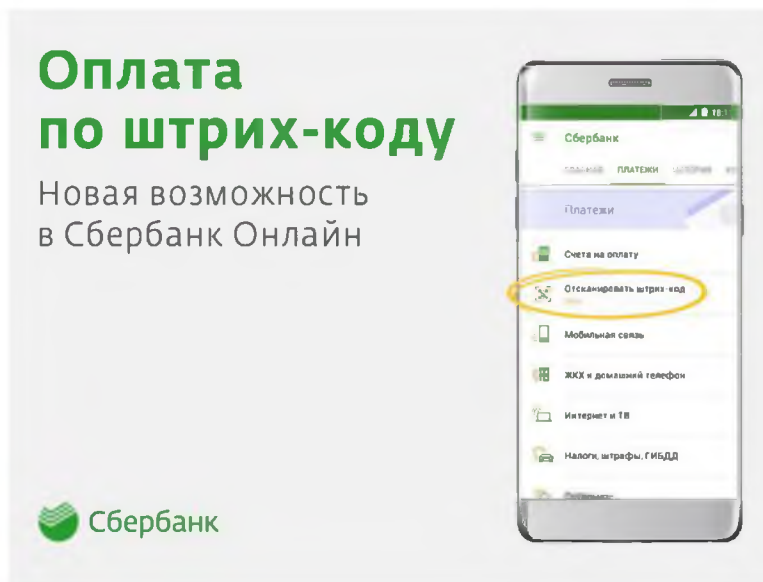 Оплата
по штрих-коду
Новая возможность
в Сбербанк Онлайн
Сбербанк
ПЛАТЕЖИ
Платежи
Счета на оплату
Отсканировать штрих-код
Мобильная связь
ЖКХ и домашний телефон
Интернет и ТВ
Налоги, штрафы, ГИБДД
Сбербанк